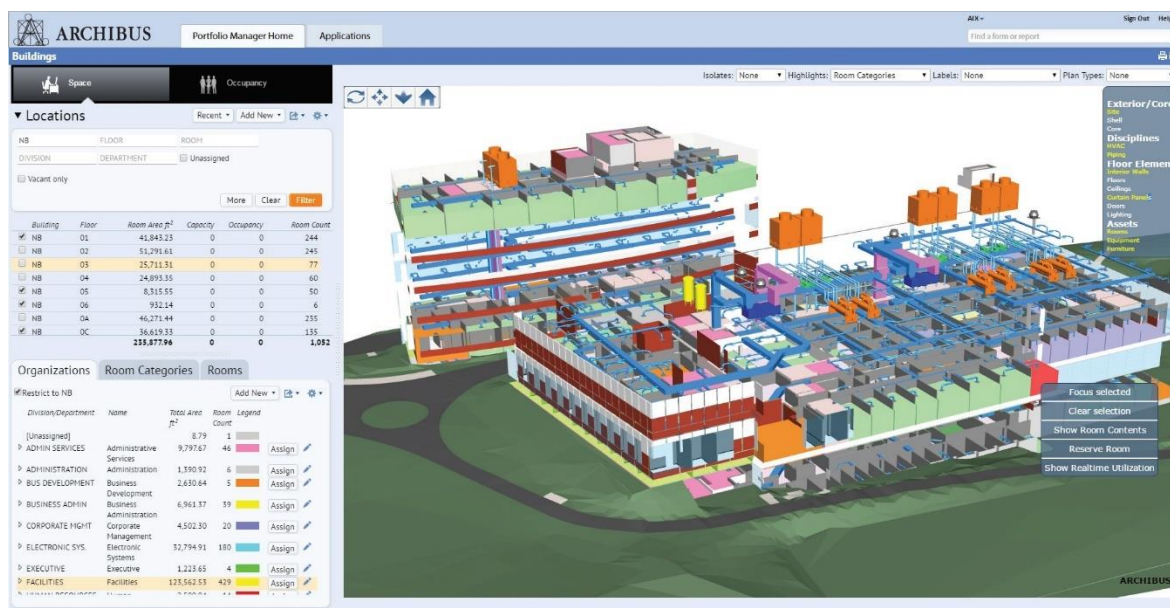 ARCHIBUS
Portfolio Manager Home
Applications
AIX
Sign Out
Help
Find a form or report
Buildings
Space
Occupancy
Isolates: None
Highlights: Room Categories
Labels: None
Plan Types: None
Locations
Recent
Add New
NB FLOOR ROOM
DIVISION DEPARTMENT Unassigned
Vacant only
More Clear Filter
Building Floor Room Area ft² Capacity Occupancy Room Count
NB 01 41,843.23 0 0 244
NB 02 51,291.61 0 0 245
NB 03 25,711.31 0 0 77
NB 04 24,893.35 0 0 60
NB 05 8,315.55 0 0 50
NB 06 932.14 0 0 6
NB 0A 46,271.44 0 0 235
NB 0C 36,619.33 0 0 135
235,877.96 0 0 1,052
Organizations Room Categories Rooms
Restrict to NB
Add New
Division/Department Name Total Area ft² Room Count Legend
[Unassigned] 8.79 1
ADMIN SERVICES Administrative Services 9,797.67 46 Assign
ADMINISTRATION Administration 1,390.92 6 Assign
BUS DEVELOPMENT Business Development 2,630.64 5 Assign
BUSINESS ADMIN Business Administration 6,961.37 39 Assign
CORPORATE MGMT Corporate Management 4,502.30 20 Assign
ELECTRONIC SYS. Electronic Systems 32,794.91 180 Assign
EXECUTIVE Executive 1,223.65 4 Assign
FACILITIES Facilities 123,562.53 429 Assign
Exterior/Core
Site
Shell
Core
Disciplines
HVAC
Piping
Floor Element
Interior Walls
Floors
Ceilings
Curtain Panels
Doors
Lighting
Assets
Rooms
Equipment
Furniture
Focus selected
Clear selection
Show Room Contents
Reserve Room
Show Realtime Utilization
ARCHIBUS